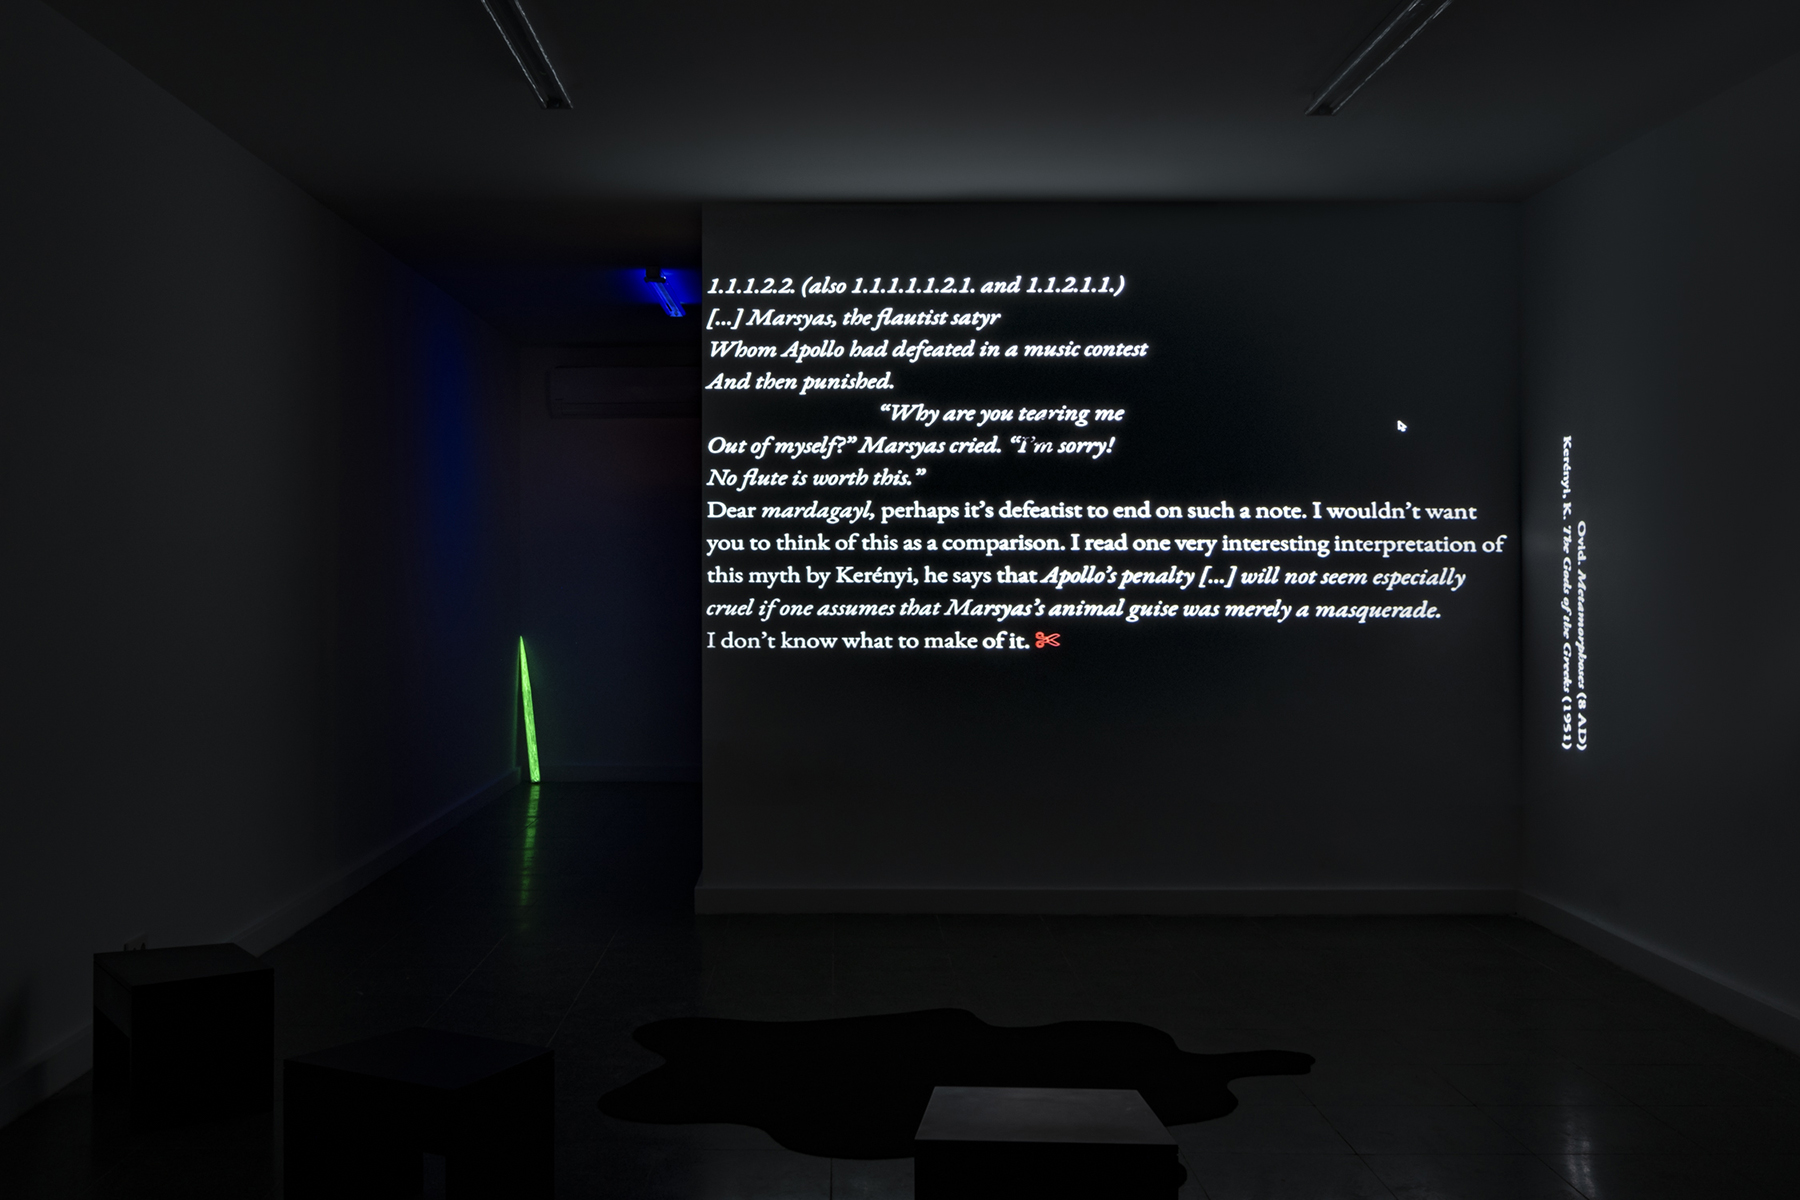 1.1.1.2.2. (also 1.1.1.1.1.2.1. and 1.1.2.1.1.)
[...] Marsyas, the flautist satyr
Whom Apollo had defeated in a music contest
And then punished.
“Why are you tearing me
Out of myself?” Marsyas cried. “I’m sorry!
No flute is worth this.”
Dear mardagayl, perhaps it’s defeatist to end on such a note. I wouldn’t want
you to think of this as a comparison. I read one very interesting interpretation of
this myth by Kerényi, he says that Apollo’s penalty [...] will not seem especially
cruel if one assumes that Marsyas’s animal guise was merely a masquerade.
I don’t know what to make of it. ✂
Ovid. Metamorphoses (8 AD)
Kerényi, K. The Gods of the Greeks (1951)